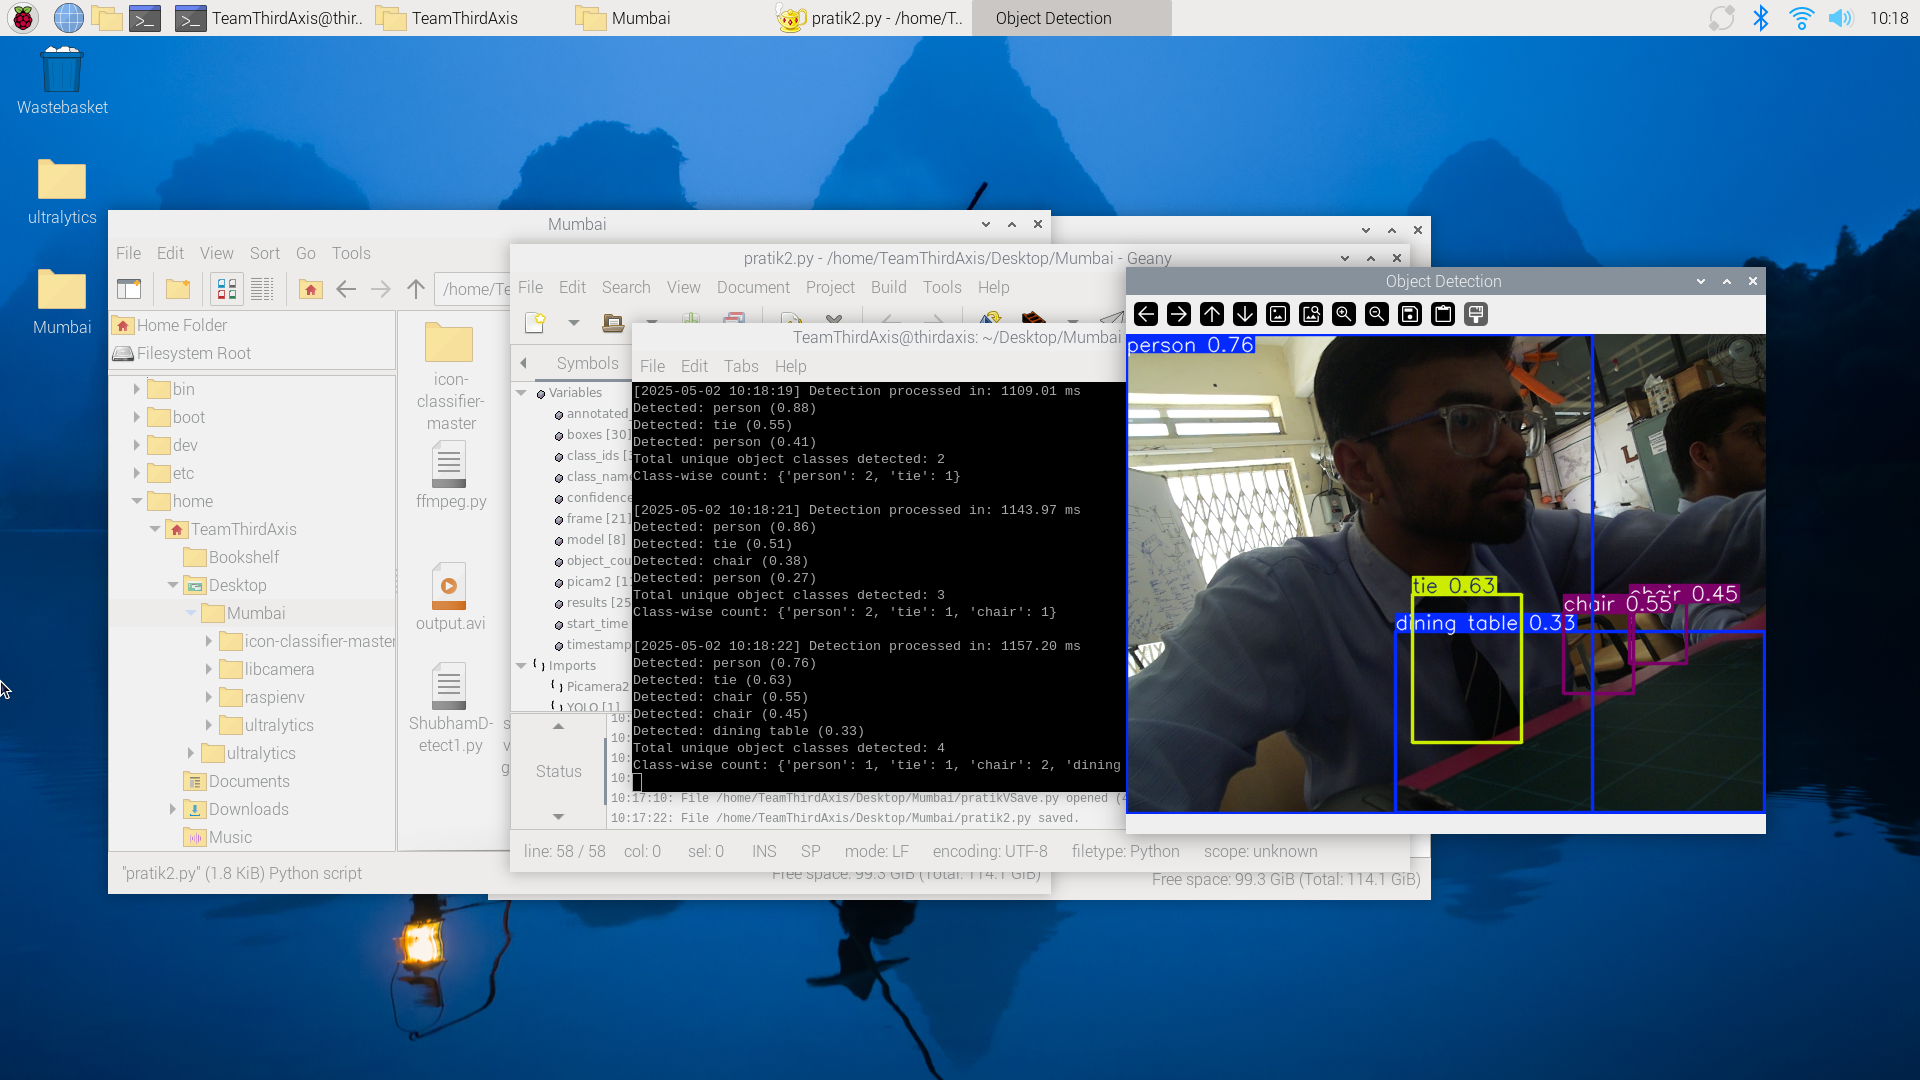 TeamThirdAxis@thir..
TeamThirdAxis
Mumbai
pratik2.py - /home/T..
Object Detection
10:18
Wastebasket
ultralytics
Mumbai
Mumbai
File Edit View Sort Go Tools
/home/Te
Home Folder
Filesystem Root
bin
boot
dev
etc
home
TeamThirdAxis
Bookshelf
Desktop
Mumbai
icon-classifier-master
libcamera
raspienv
ultralytics
ultralytics
Documents
Downloads
Music
icon-
classifier-
master
ffmpeg.py
output.avi
ShubhamD-
etect1.py
"pratik2.py" (1.8 KiB) Python script
Free space: 99.3 GiB (Total: 114.1 GiB)
Free space: 99.3 GiB (Total: 114.1 GiB)
pratik2.py - /home/TeamThirdAxis/Desktop/Mumbai - Geany
File Edit Search View Document Project Build Tools Help
Symbols
Variables
annotated
boxes [30]
class_ids [3
class_name
confidence
frame [21]
model [8]
object_cou
picam2 [1
results [25
start_time
timestamp
Imports
Picamera2
YOLO [1]
Status
10:
10:
10:
10:
10:17:10: File /home/TeamThirdAxis/Desktop/Mumbai/pratikVSave.py opened (
10:17:22: File /home/TeamThirdAxis/Desktop/Mumbai/pratik2.py saved.
line: 58 / 58 col: 0 sel: 0 INS SP mode: LF encoding: UTF-8 filetype: Python scope: unknown
TeamThirdAxis@thirdaxis: ~/Desktop/Mumbai
File Edit Tabs Help
[2025-05-02 10:18:19] Detection processed in: 1109.01 ms
Detected: person (0.88)
Detected: tie (0.55)
Detected: person (0.41)
Total unique object classes detected: 2
Class-wise count: {'person': 2, 'tie': 1}
[2025-05-02 10:18:21] Detection processed in: 1143.97 ms
Detected: person (0.86)
Detected: tie (0.51)
Detected: chair (0.38)
Detected: person (0.27)
Total unique object classes detected: 3
Class-wise count: {'person': 2, 'tie': 1, 'chair': 1}
[2025-05-02 10:18:22] Detection processed in: 1157.20 ms
Detected: person (0.76)
Detected: tie (0.63)
Detected: chair (0.55)
Detected: chair (0.45)
Detected: dining table (0.33)
Total unique object classes detected: 4
Class-wise count: {'person': 1, 'tie': 1, 'chair': 2, 'dining
Object Detection
person 0.76
tie 0.63
chair 0.45
chair 0.55
dining table 0.33